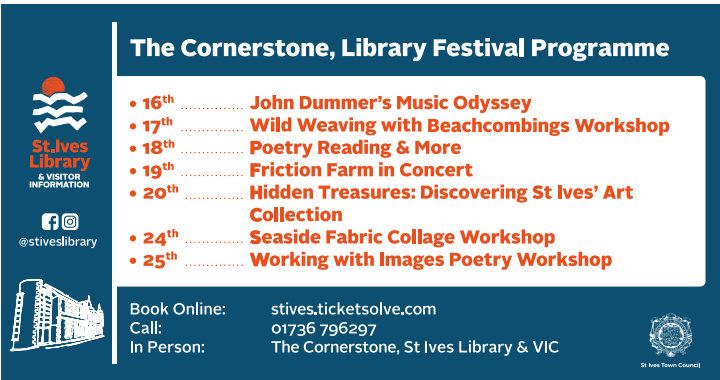 The Cornerstone, Library Festival Programme
• 16th .............. John Dummer's Music Odyssey
• 17th .............. Wild Weaving with Beachcombings Workshop
• 18th .............. Poetry Reading & More
• 19th .............. Friction Farm in Concert
• 20th .............. Hidden Treasures: Discovering St Ives' Art
Collection
• 24th .............. Seaside Fabric Collage Workshop
• 25th .............. Working with Images Poetry Workshop
St.Ives
Library
& VISITOR
INFORMATION
@stiveslibrary
Book Online: stives.ticketsolve.com
Call: 01736 796297
In Person: The Cornerstone, St Ives Library & VIC
St Ives Town Council